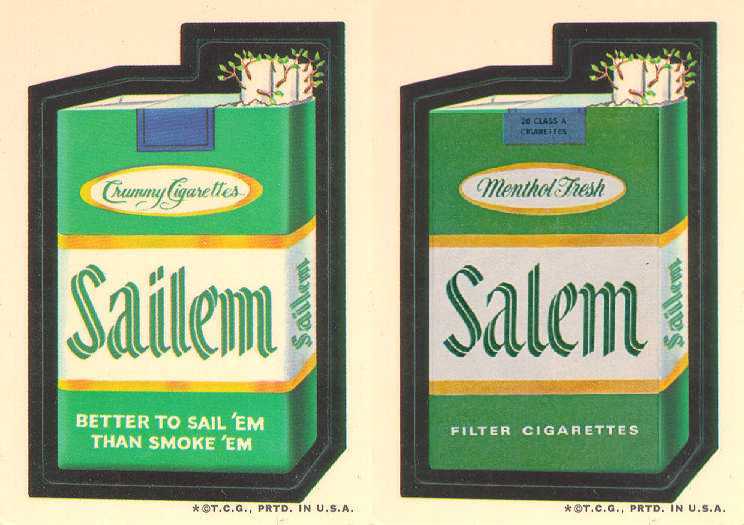 Crummy Cigarettes
Sailem
Sailem
BETTER TO SAIL 'EM
THAN SMOKE 'EM
*©T.C.G., PRTD. IN U.S.A.
20 CLASS A
CIGARETTES
Menthol Fresh
Salem
Sailem
FILTER CIGARETTES
*©T.C.G., PRTD. IN U.S.A.